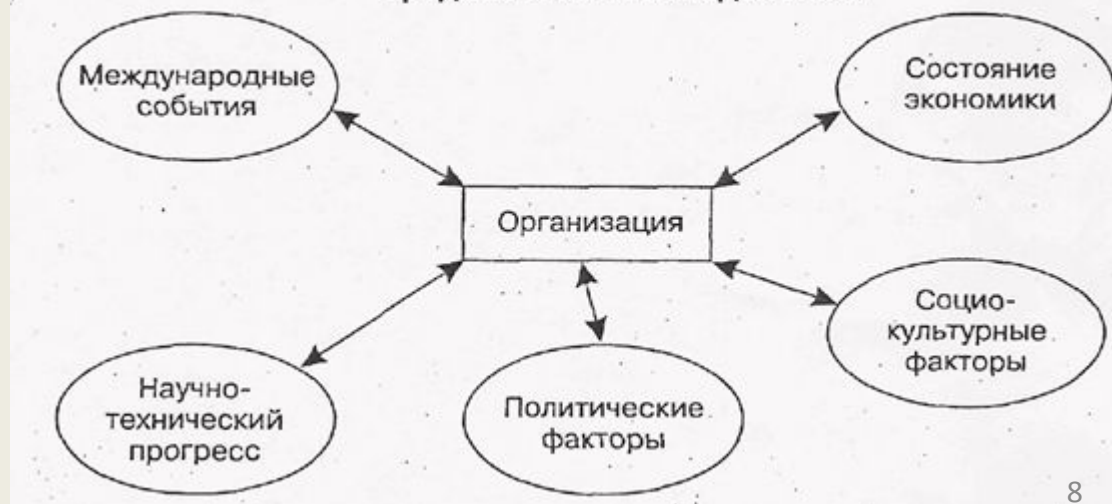 Международные
события
Состояние
экономики
Организация
Социо-
культурные
факторы
Научно-
технический
прогресс
Политические
факторы
8